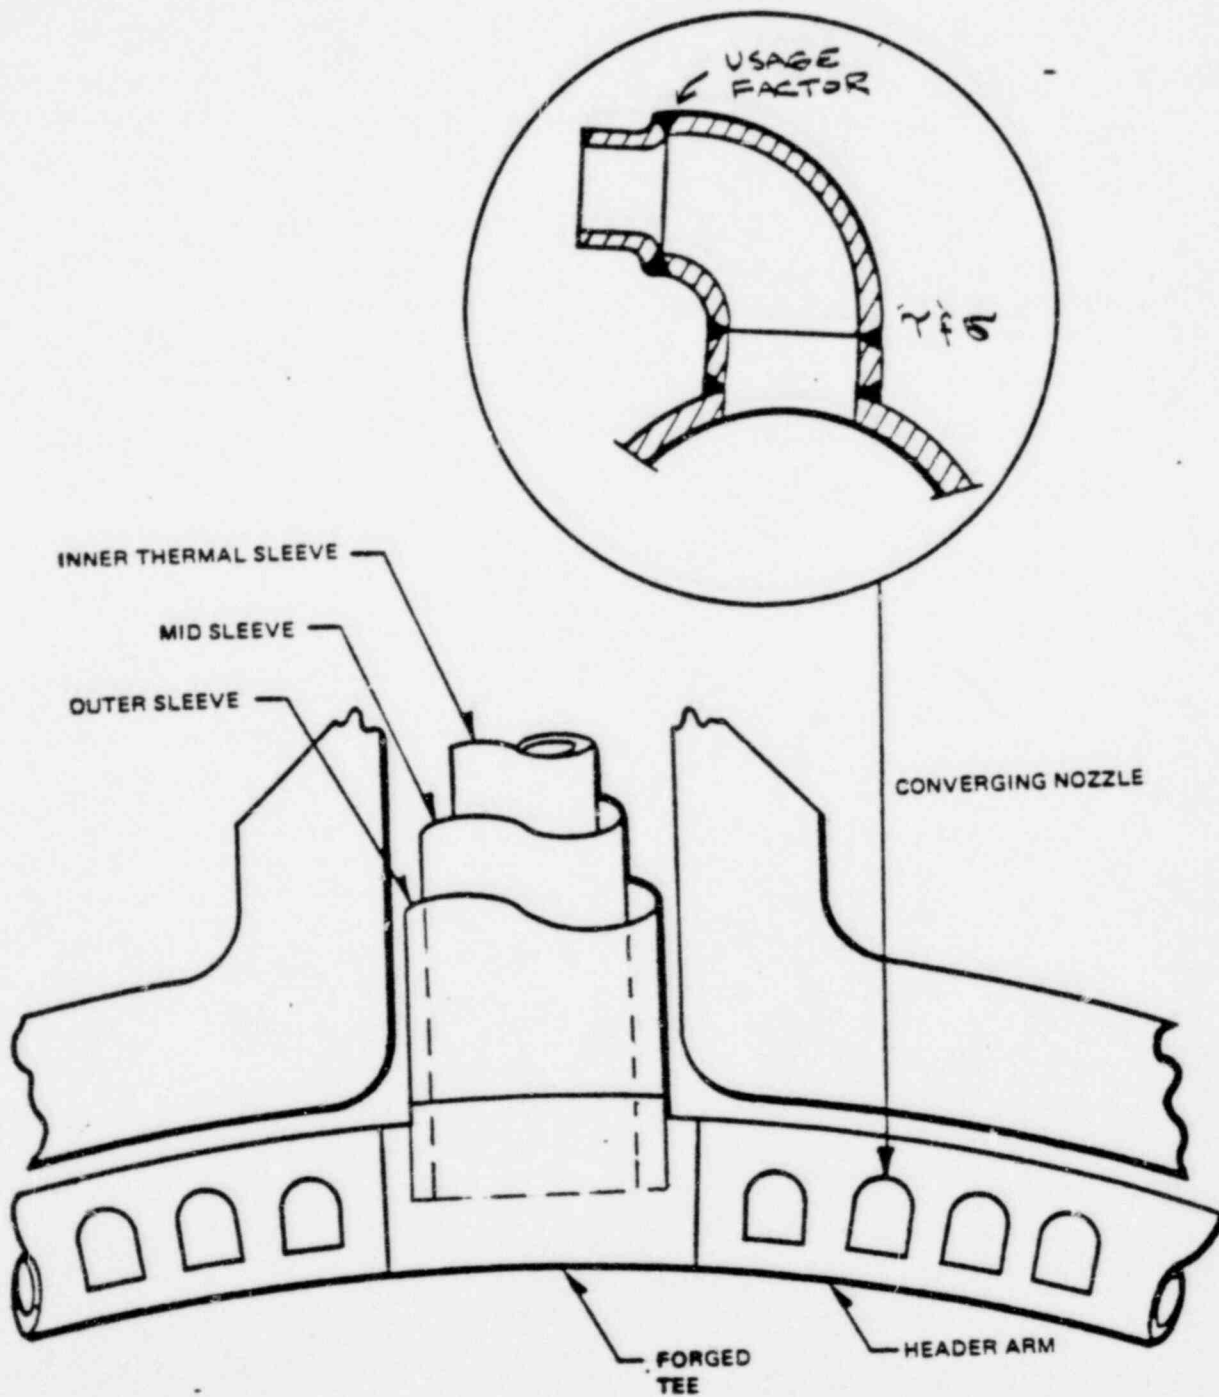 USAGE
FACTOR
INNER THERMAL SLEEVE
MID SLEEVE
OUTER SLEEVE
CONVERGING NOZZLE
HEADER ARM
FORGED
TEE